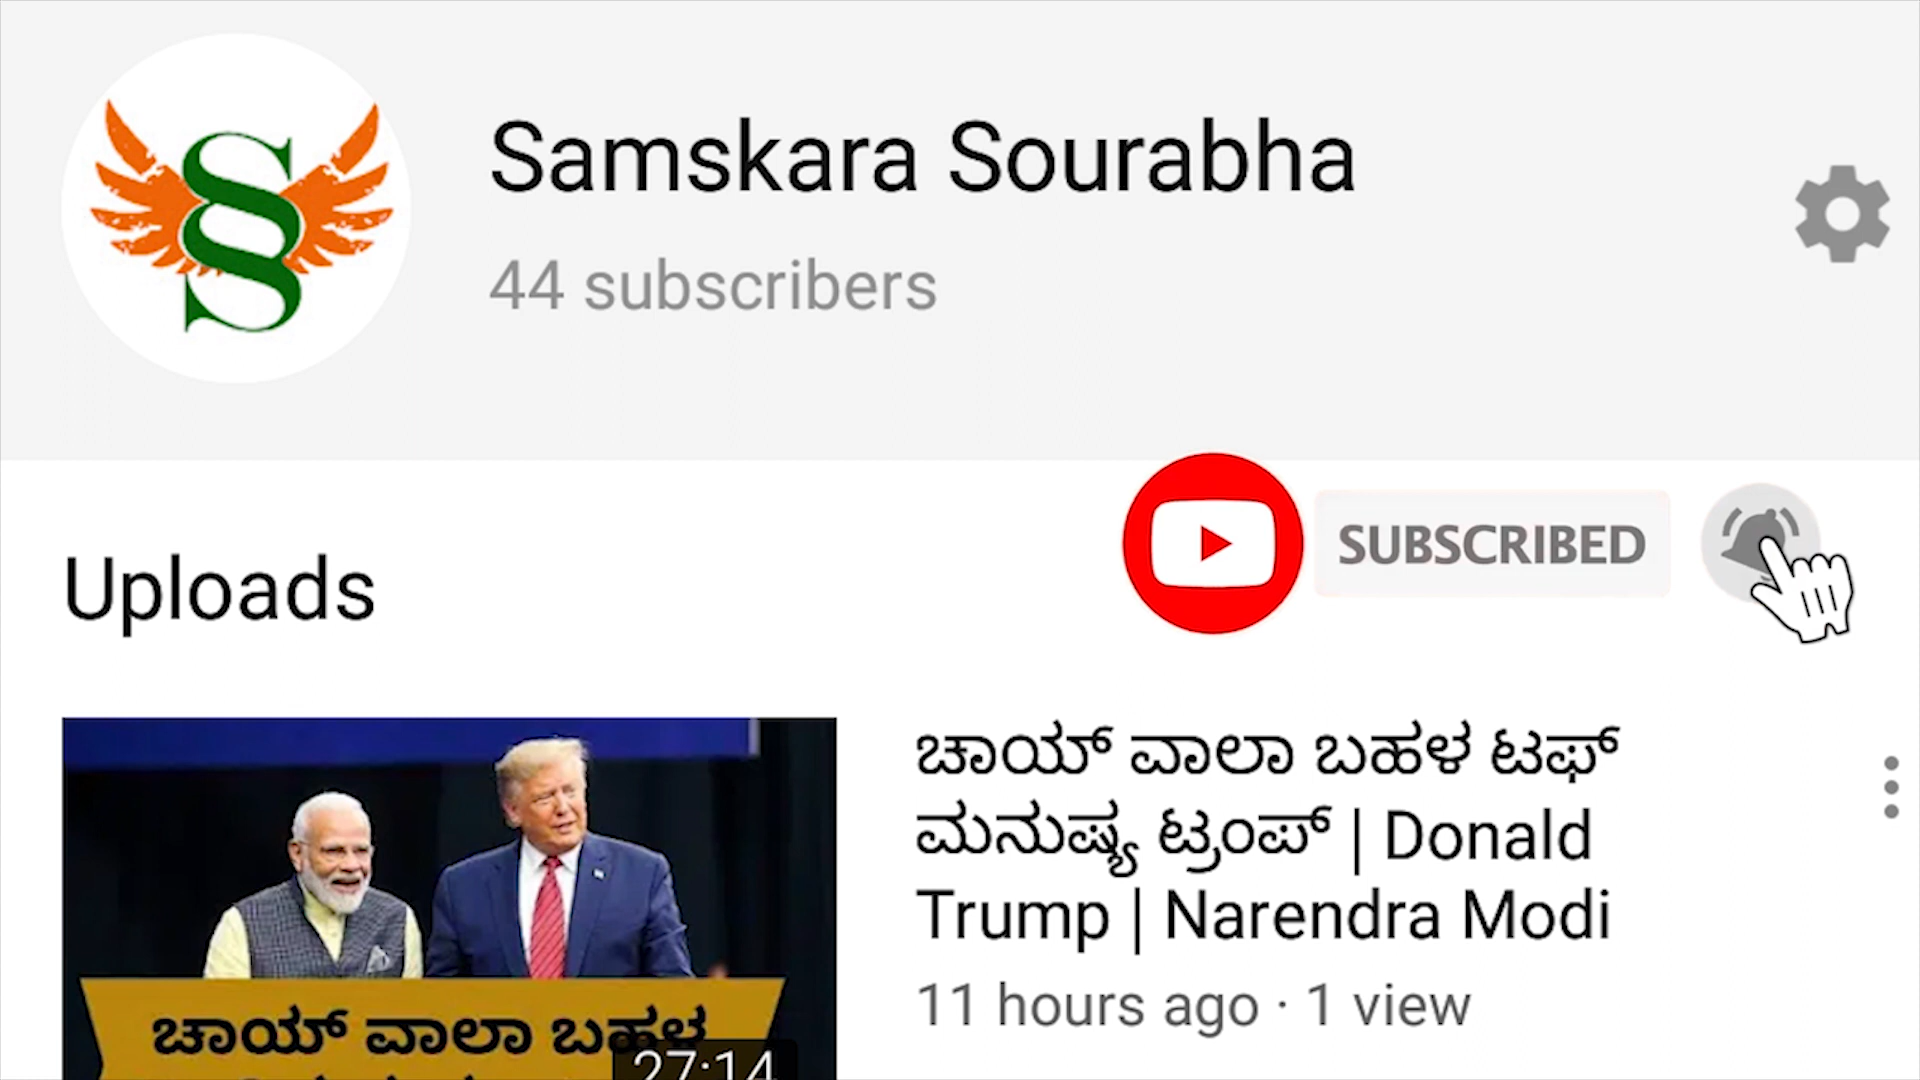 Samskara Sourabha
44 subscribers
SUBSCRIBED
Uploads
ಚಾಯ್ ವಾಲಾ ಬಹಳ ಟಫ್
ಮನುಷ್ಯ ಟ್ರಂಪ್ | Donald
Trump | Narendra Modi
11 hours ago · 1 view
ಚಾಯ್ ವಾಲಾ ಬಹಳ
27:14